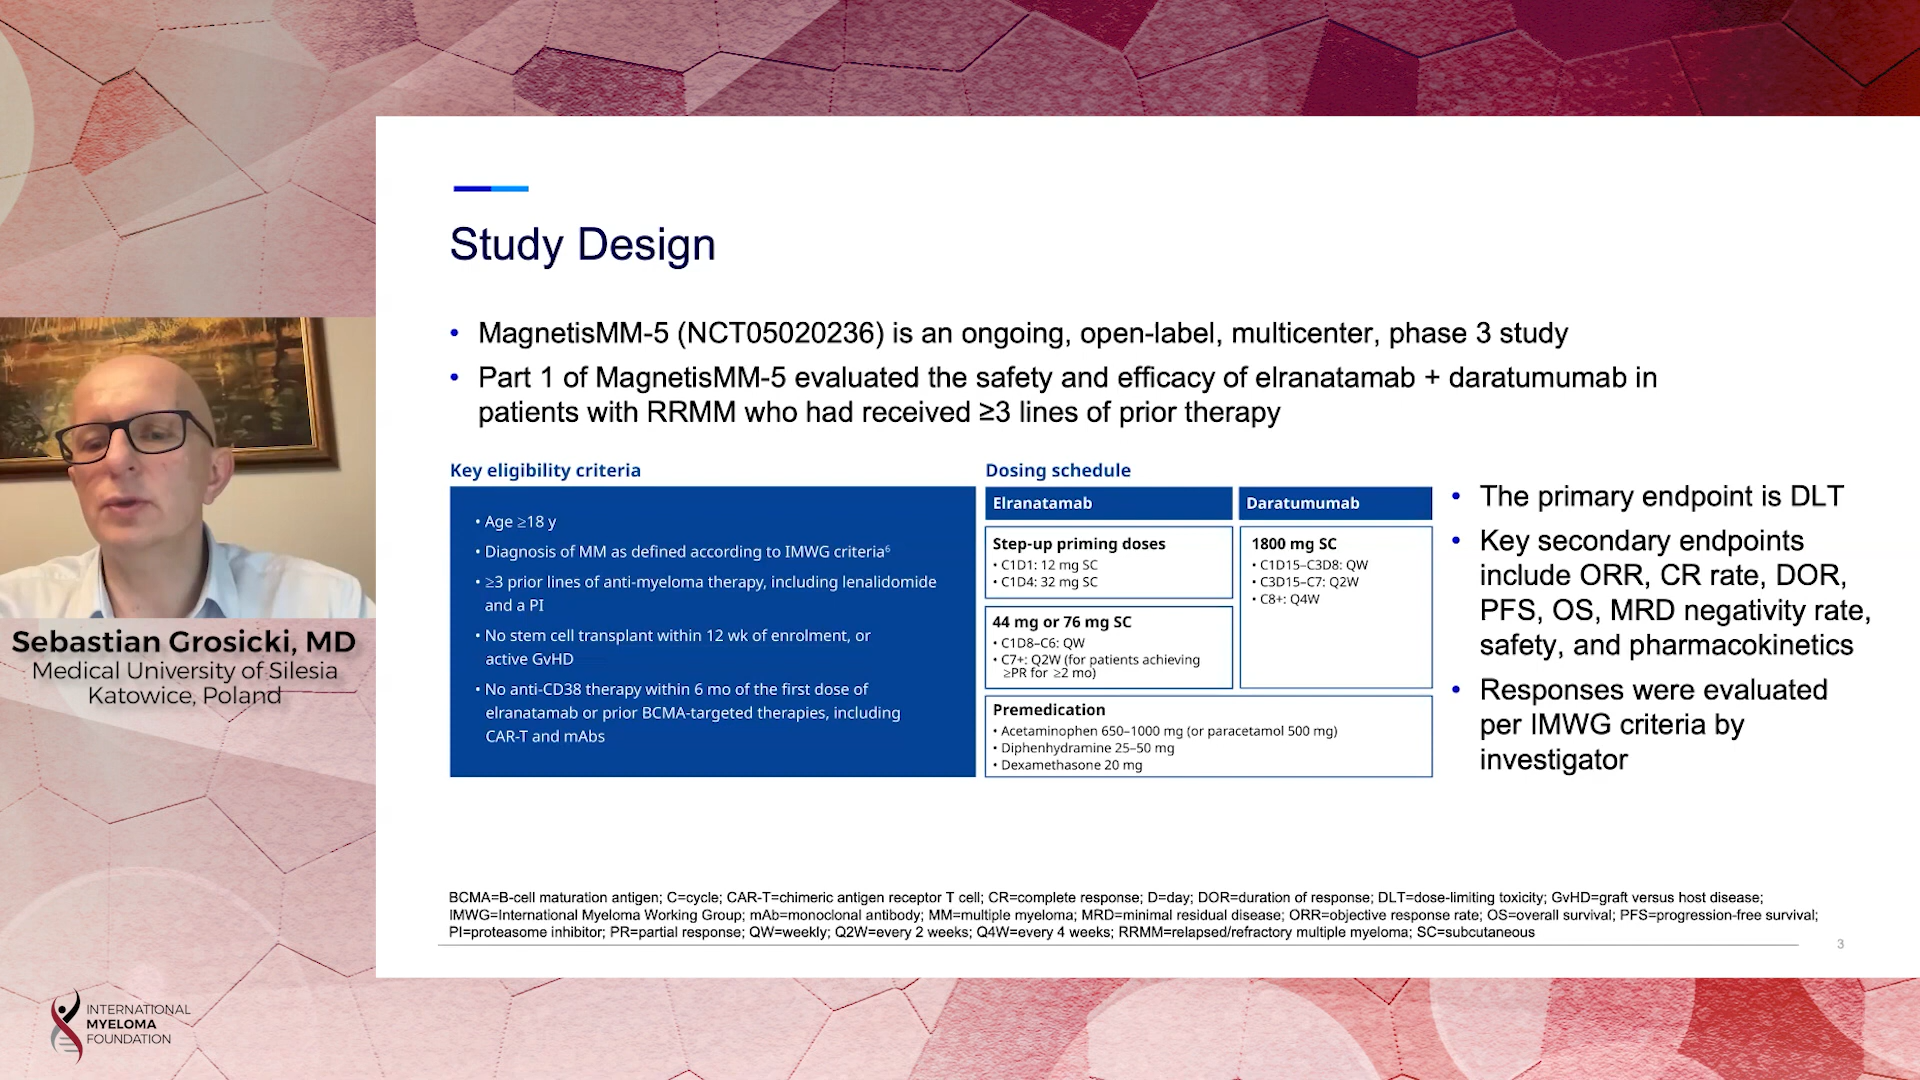 Study Design
• MagnetisMM-5 (NCT05020236) is an ongoing, open-label, multicenter, phase 3 study
• Part 1 of MagnetisMM-5 evaluated the safety and efficacy of elranatamab + daratumumab in
patients with RRMM who had received ≥3 lines of prior therapy
Key eligibility criteria
• Age ≥18 y
• Diagnosis of MM as defined according to IMWG criteria⁶
• ≥3 prior lines of anti-myeloma therapy, including lenalidomide
and a PI
• No stem cell transplant within 12 wk of enrolment, or
active GvHD
• No anti-CD38 therapy within 6 mo of the first dose of
elranatamab or prior BCMA-targeted therapies, including
CAR-T and mAbs
Dosing schedule
Elranatamab
Step-up priming doses
• C1D1: 12 mg SC
• C1D4: 32 mg SC
44 mg or 76 mg SC
• C1D8–C6: QW
• C7+: Q2W (for patients achieving
≥PR for ≥2 mo)
Daratumumab
1800 mg SC
• C1D15–C3D8: QW
• C3D15–C7: Q2W
• C8+: Q4W
Premedication
• Acetaminophen 650–1000 mg (or paracetamol 500 mg)
• Diphenhydramine 25–50 mg
• Dexamethasone 20 mg
• The primary endpoint is DLT
• Key secondary endpoints
include ORR, CR rate, DOR,
PFS, OS, MRD negativity rate,
safety, and pharmacokinetics
• Responses were evaluated
per IMWG criteria by
investigator
Sebastian Grosicki, MD
Medical University of Silesia
Katowice, Poland
BCMA=B-cell maturation antigen; C=cycle; CAR-T=chimeric antigen receptor T cell; CR=complete response; D=day; DOR=duration of response; DLT=dose-limiting toxicity; GvHD=graft versus host disease;
IMWG=International Myeloma Working Group; mAb=monoclonal antibody; MM=multiple myeloma; MRD=minimal residual disease; ORR=objective response rate; OS=overall survival; PFS=progression-free survival;
PI=proteasome inhibitor; PR=partial response; QW=weekly; Q2W=every 2 weeks; Q4W=every 4 weeks; RRMM=relapsed/refractory multiple myeloma; SC=subcutaneous
3
INTERNATIONAL
MYELOMA
FOUNDATION